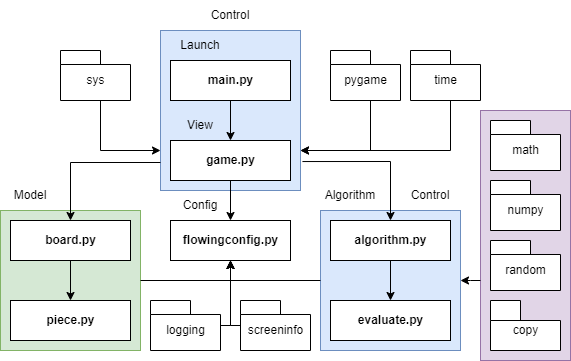 Control
Launch
main.py
sys
pygame
time
View
game.py
math
Model
Config
Algorithm
Control
numpy
board.py
flowingconfig.py
algorithm.py
random
piece.py
logging
screeninfo
evaluate.py
copy